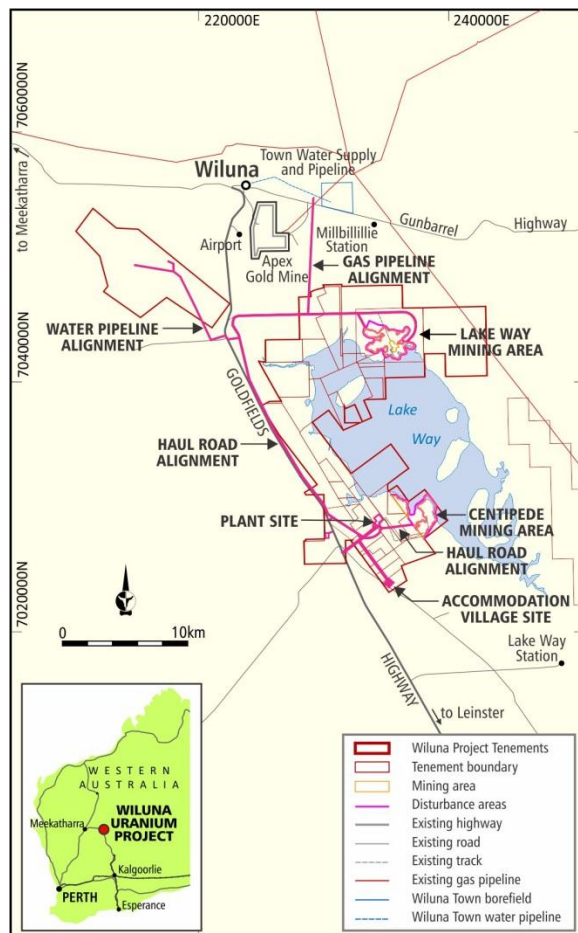 220000E
240000E
7060000N
7040000N
7020000N
to Meekatharra
Wiluna
Town Water Supply
and Pipeline
Gunbarrel
Highway
Millbillillie
Station
Airport
Apex
Gold Mine
GAS PIPELINE
ALIGNMENT
WATER PIPELINE
ALIGNMENT
LAKE WAY
MINING AREA
GOLDFIELDS
Lake
Way
HAUL ROAD
ALIGNMENT
PLANT SITE
CENTIPEDE
MINING AREA
HAUL ROAD
ALIGNMENT
ACCOMMODATION
VILLAGE SITE
0
10km
Lake Way
Station
HIGHWAY
to Leinster
WESTERN
AUSTRALIA
WILUNA
URANIUM
PROJECT
Meekatharra
Kalgoorlie
PERTH
Esperance
Wiluna Project Tenements
Tenement boundary
Mining area
Disturbance areas
Existing highway
Existing road
Existing track
Existing gas pipeline
Wiluna Town borefield
Wiluna Town water pipeline